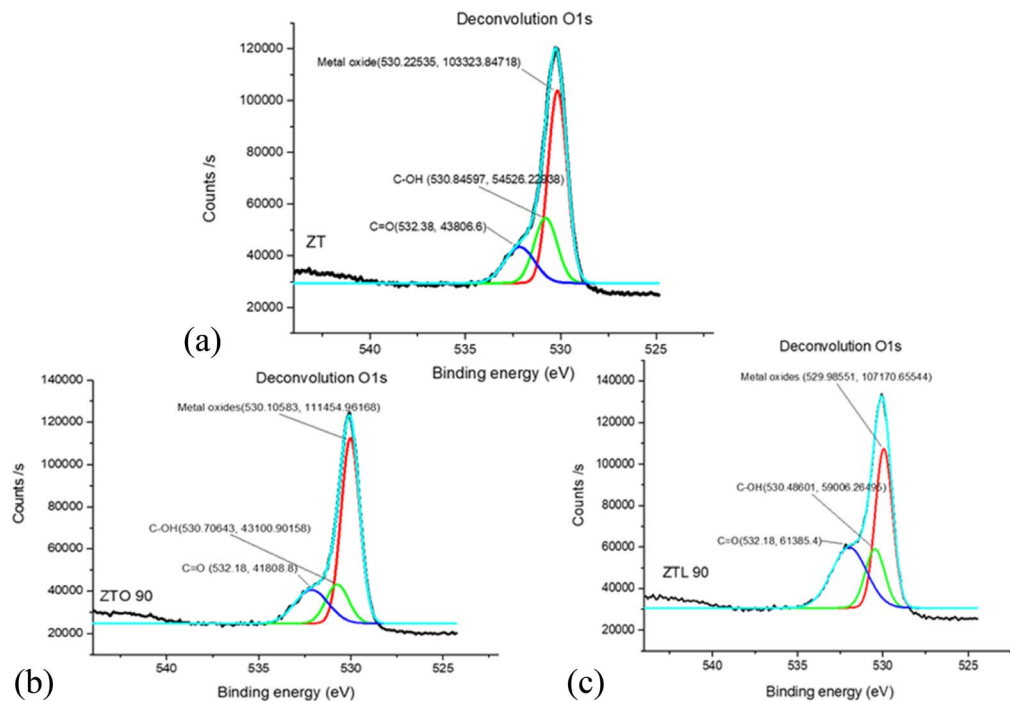 (a)
Deconvolution O1s
Metal oxide(530.22535, 103323.84718)
C-OH (530.84597, 54526.22938)
C=O(532.38, 43806.6)
ZT
Counts /s
120000
100000
80000
60000
40000
20000
540
535
530
525
Binding energy (eV)
(b)
Deconvolution O1s
Metal oxides(530.10583, 111454.96168)
C-OH(530.70643, 43100.90158)
C=O (532.18, 41808.8)
ZTO 90
Counts /s
140000
120000
100000
80000
60000
40000
20000
540
535
530
525
Binding energy (eV)
(c)
Deconvolution O1s
Metal oxides (529.98551, 107170.65544)
C-OH(530.48601, 59006.26495)
C=O(532.18, 61385.4)
ZTL 90
Counts /s
140000
120000
100000
80000
60000
40000
20000
540
535
530
525
Binding energy (eV)